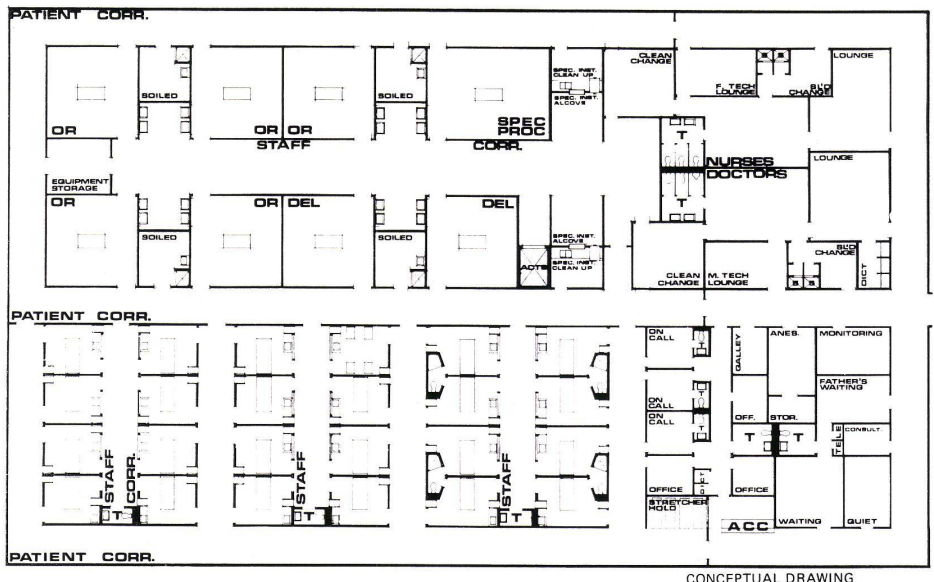 PATIENT CORR.
OR
SOILED
OR
OR
SOILED
SPEC
PROC
SPEC. INST.
CLEAN UP
SPEC. INST.
ALCOVE
CLEAN
CHANGE
F. TECH
LOUNGE
SL'D
CHANGE
LOUNGE
STAFF CORR.
EQUIPMENT
STORAGE
T
NURSES
DOCTORS
T
LOUNGE
OR
SOILED
OR
DEL
SOILED
DEL
ACTS
SPEC. INST.
ALCOVE
SPEC. INST.
CLEAN UP
CLEAN
CHANGE
M. TECH
LOUNGE
SL'D
CHANGE
DICT
PATIENT CORR.
STAFF CORR.
T
STAFF
T
STAFF
T
ON
CALL
T
ON
CALL
T
ON
CALL
T
OFFICE
DICT
STRETCHER
HOLD
GALLEY
ANES.
MONITORING
FATHER'S
WAITING
OFF.
STOR.
T
T
TELE
CONSULT
OFFICE
ACC
WAITING
QUIET
PATIENT CORR.
CONCEPTUAL DRAWING